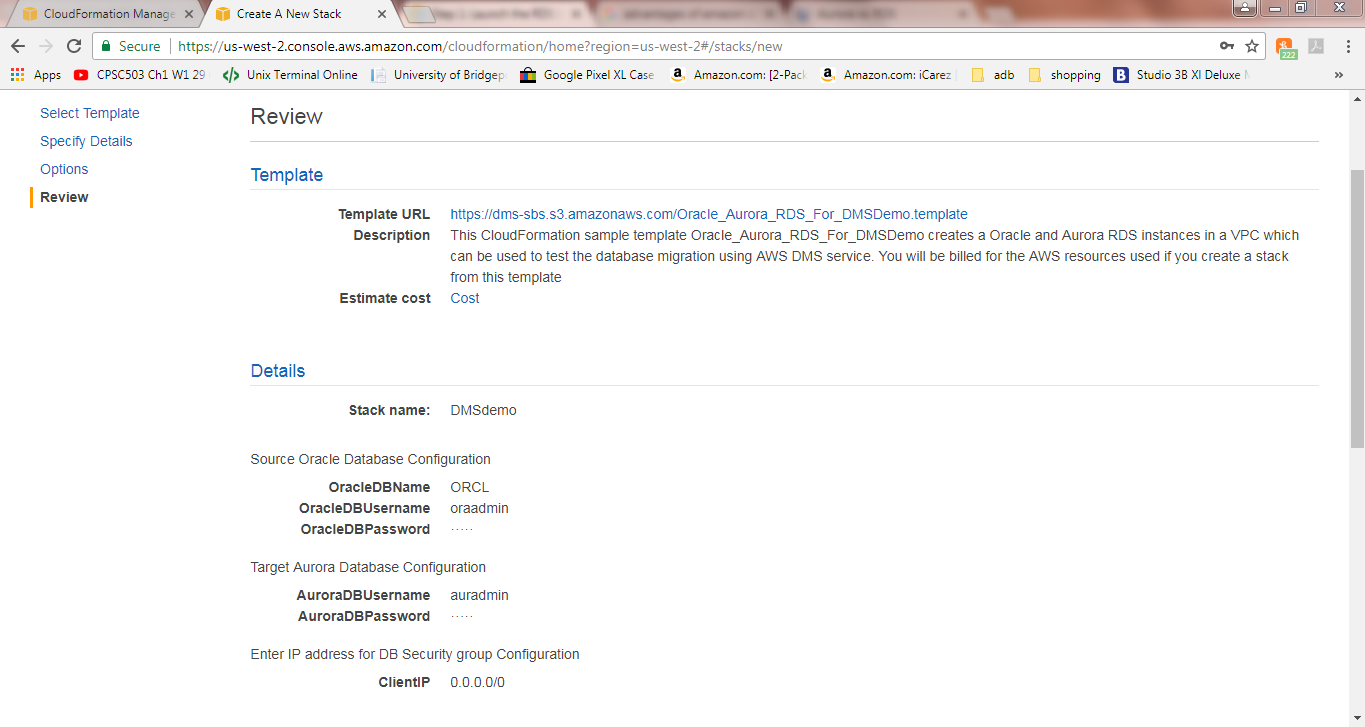 CloudFormation Manage
Create A New Stack
Secure https://us-west-2.console.aws.amazon.com/cloudformation/home?region=us-west-2#/stacks/new
222
Apps CPSC503 Ch1 W1 29 Unix Terminal Online University of Bridgep Google Pixel XL Case Amazon.com: [2-Pack Amazon.com: iCarez adb shopping Studio 3B XI Deluxe
Select Template
Specify Details
Options
Review
Review
Template
Template URL https://dms-sbs.s3.amazonaws.com/Oracle_Aurora_RDS_For_DMSDemo.template
Description This CloudFormation sample template Oracle_Aurora_RDS_For_DMSDemo creates a Oracle and Aurora RDS instances in a VPC which
can be used to test the database migration using AWS DMS service. You will be billed for the AWS resources used if you create a stack
from this template
Estimate cost Cost
Details
Stack name: DMSdemo
Source Oracle Database Configuration
OracleDBName ORCL
OracleDBUsername oraadmin
OracleDBPassword ·····
Target Aurora Database Configuration
AuroraDBUsername auradmin
AuroraDBPassword ·····
Enter IP address for DB Security group Configuration
ClientIP 0.0.0.0/0